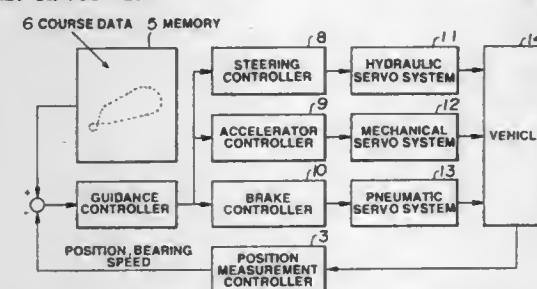 6 COURSE DATA
5 MEMORY
8
STEERING
CONTROLLER
11
HYDRAULIC
SERVO SYSTEM
14
9
ACCELERATOR
CONTROLLER
12
MECHANICAL
SERVO SYSTEM
VEHICL
+
-
GUIDANCE
CONTROLLER
10
BRAKE
CONTROLLER
13
PNEUMATIC
SERVO SYSTEM
POSITION, BEARING
SPEED
3
POSITION
MEASUREMENT
CONTROLLER